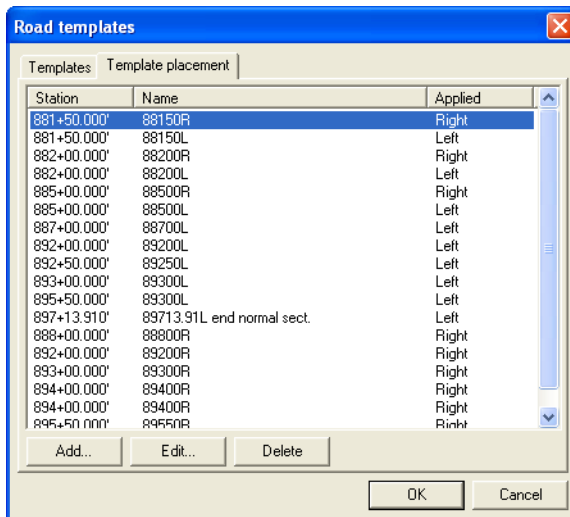 Road templates
Templates Template placement
Station Name Applied
881+50.000' 88150R Right
881+50.000' 88150L Left
882+00.000' 88200R Right
882+00.000' 88200L Left
885+00.000' 88500R Right
885+00.000' 88500L Left
887+00.000' 88700L Left
892+00.000' 89200L Left
892+50.000' 89250L Left
893+00.000' 89300L Left
895+50.000' 89300L Left
897+13.910' 89713.91L end normal sect. Left
888+00.000' 88800R Right
892+00.000' 89200R Right
893+00.000' 89300R Right
894+00.000' 89400R Right
894+00.000' 89400R Right
895+50.000' 89550R Right
Add... Edit... Delete
OK Cancel